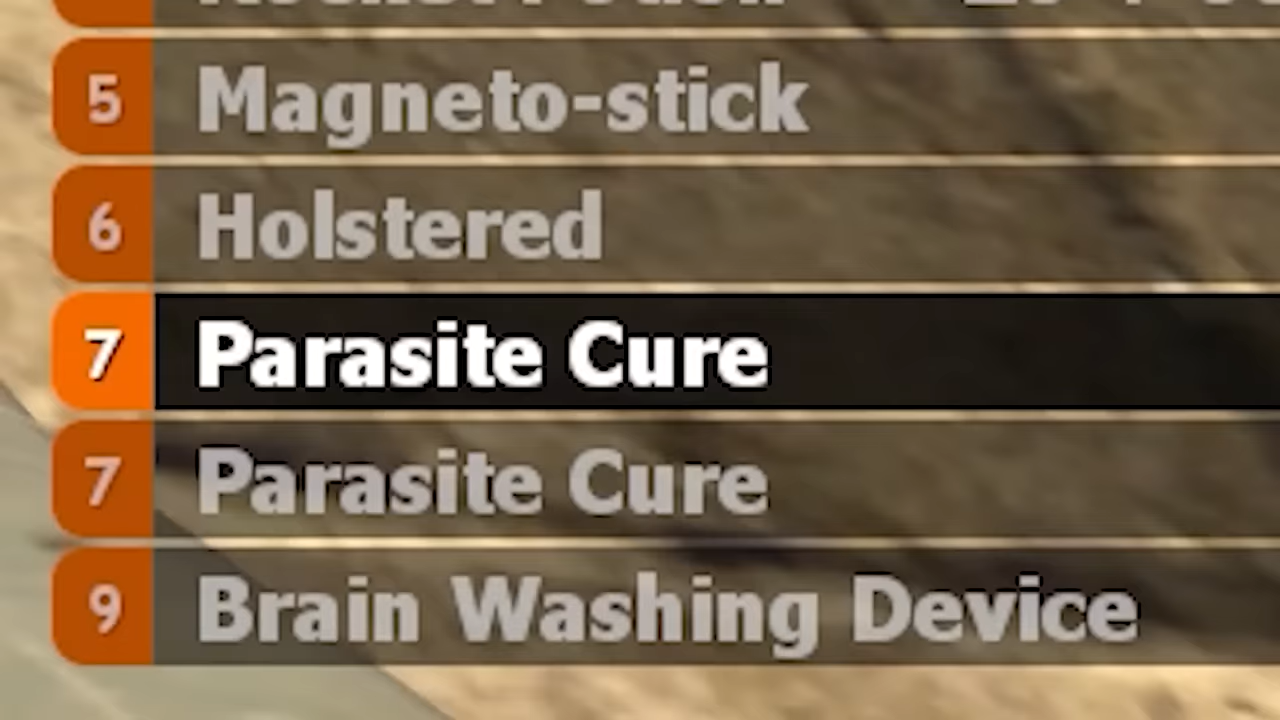 5 Magneto-stick
6 Holstered
7 Parasite Cure
7 Parasite Cure
9 Brain Washing Device